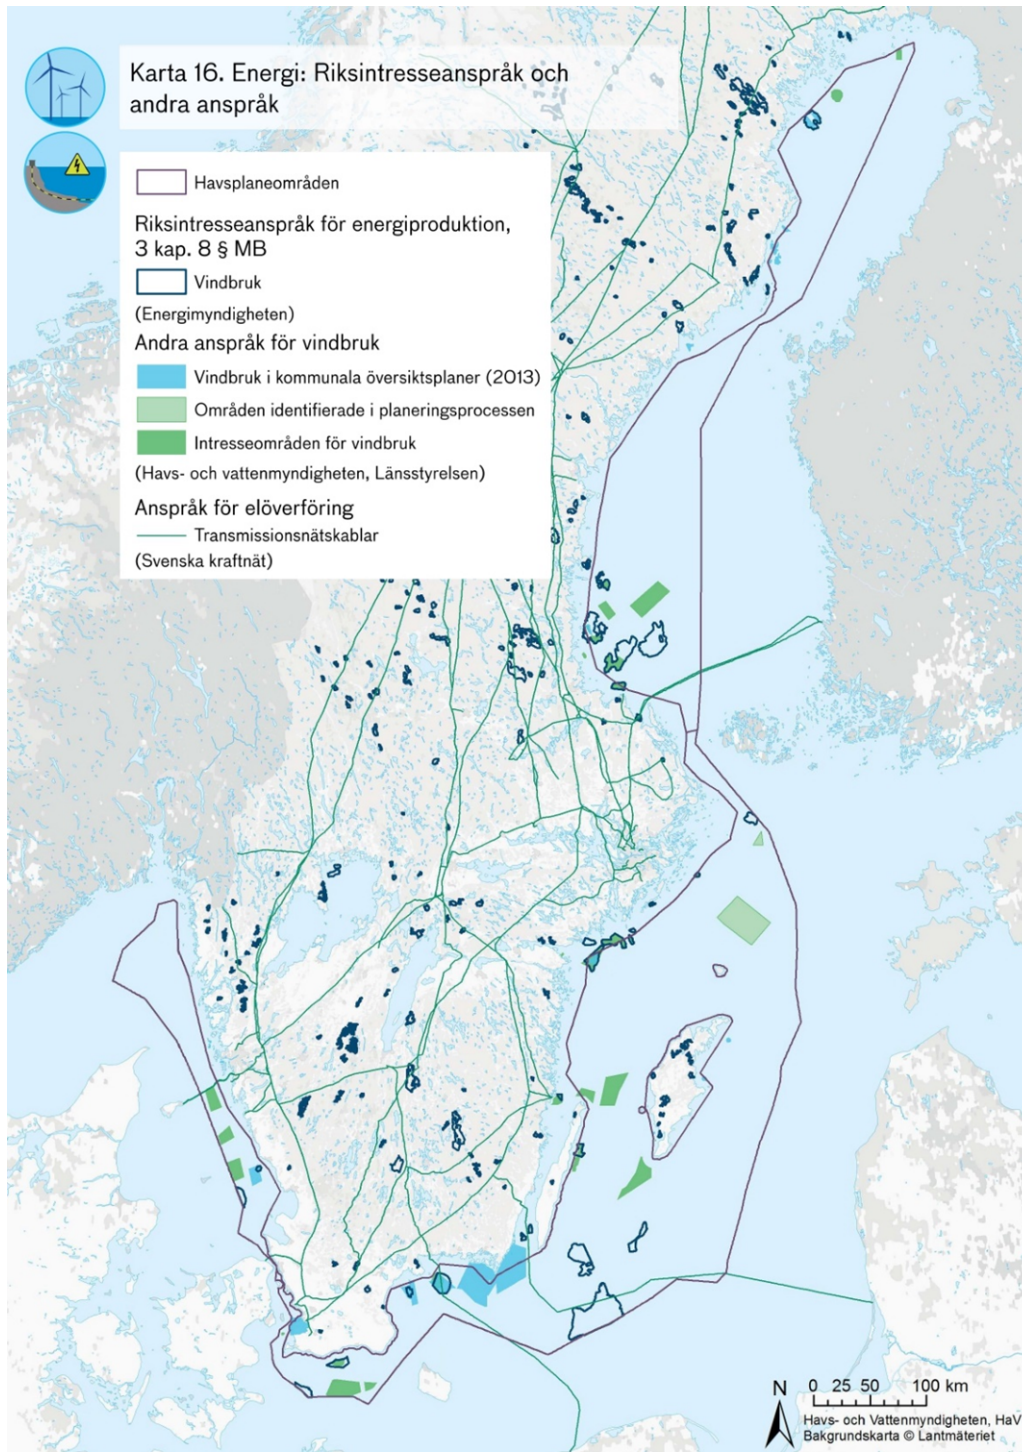 Karta 16. Energi: Riksintresseanspråk och
andra anspråk
Havsplaneområden
Riksintresseanspråk för energiproduktion,
3 kap. 8 § MB
Vindbruk
(Energimyndigheten)
Andra anspråk för vindbruk
Vindbruk i kommunala översiktsplaner (2013)
Områden identifierade i planeringsprocessen
Intresseområden för vindbruk
(Havs- och vattenmyndigheten, Länsstyrelsen)
Anspråk för elöverföring
Transmissionsnätskablar
(Svenska kraftnät)
N
0 25 50 100 km
Havs- och Vattenmyndigheten, HaV
Bakgrundskarta © Lantmäteriet